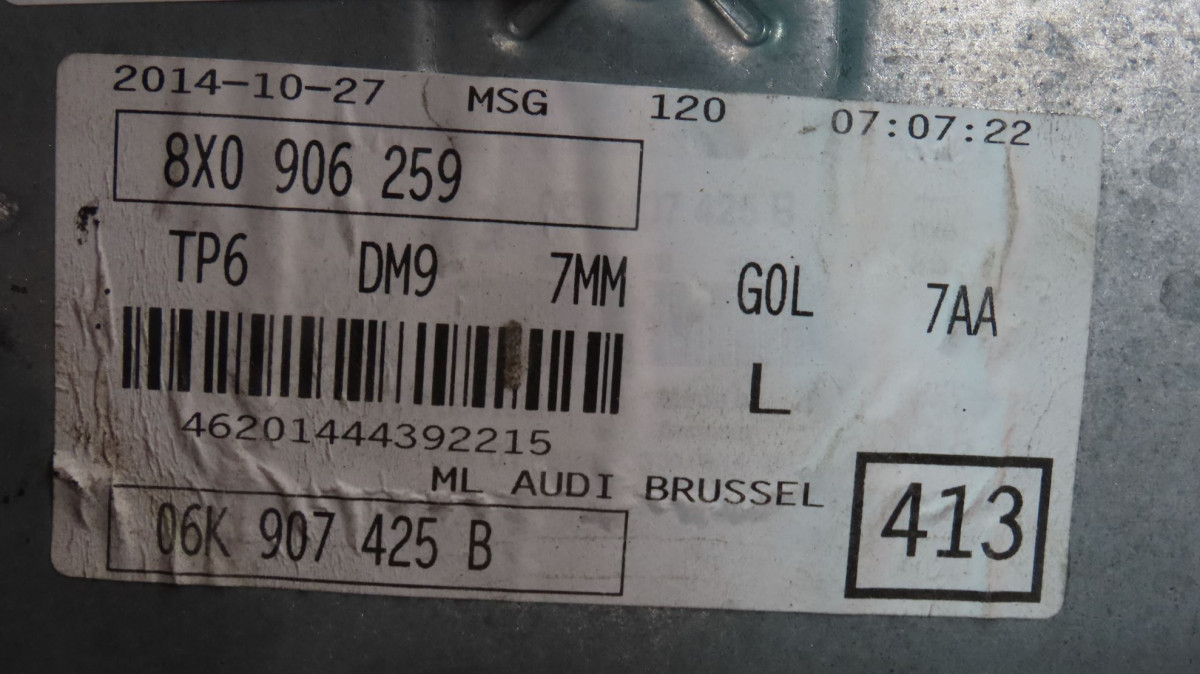 2014-10-27 MSG 120 07:07:22
8X0 906 259
TP6 DM9 7MM G0L 7AA
L
46201444392215
ML AUDI BRUSSEL
413
06K 907 425 B